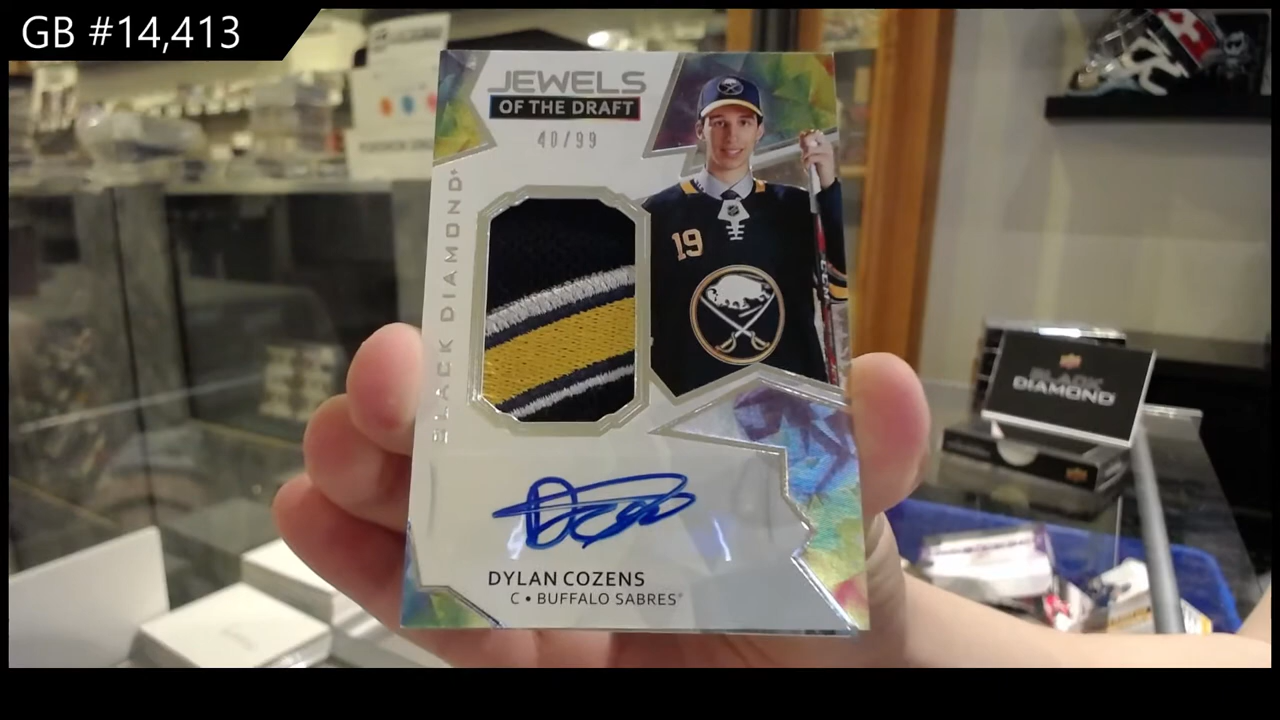 GB #14,413
JEWELS
OF THE DRAFT
40/99
BLACK DIAMOND
19
DYLAN COZENS
C • BUFFALO SABRES
BLACK
DIAMOND